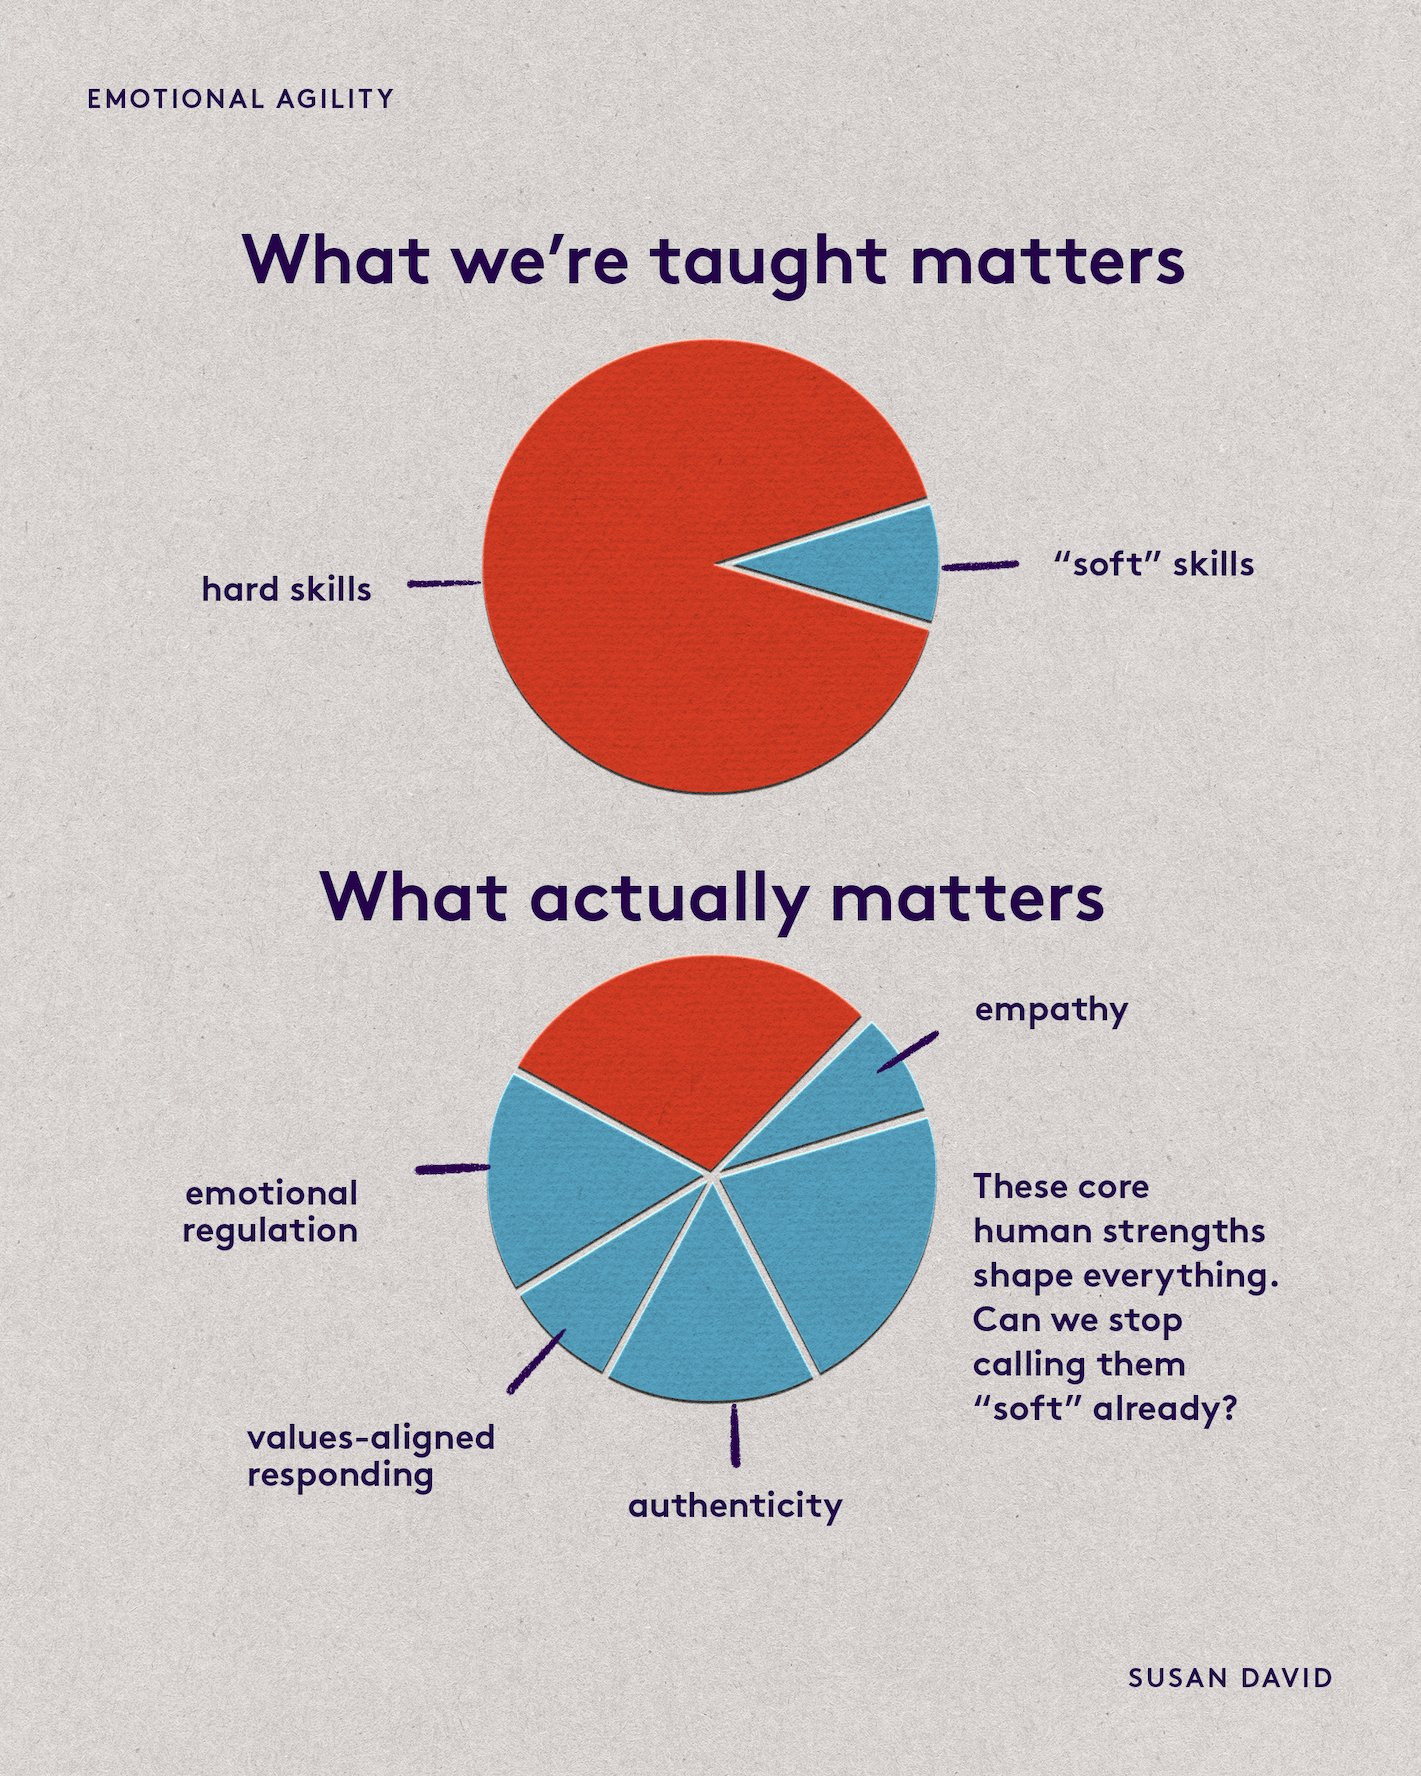 EMOTIONAL AGILITY
What we’re taught matters
hard skills
“soft” skills
What actually matters
empathy
emotional
regulation
These core
human strengths
shape everything.
Can we stop
calling them
“soft” already?
values-aligned
responding
authenticity
SUSAN DAVID